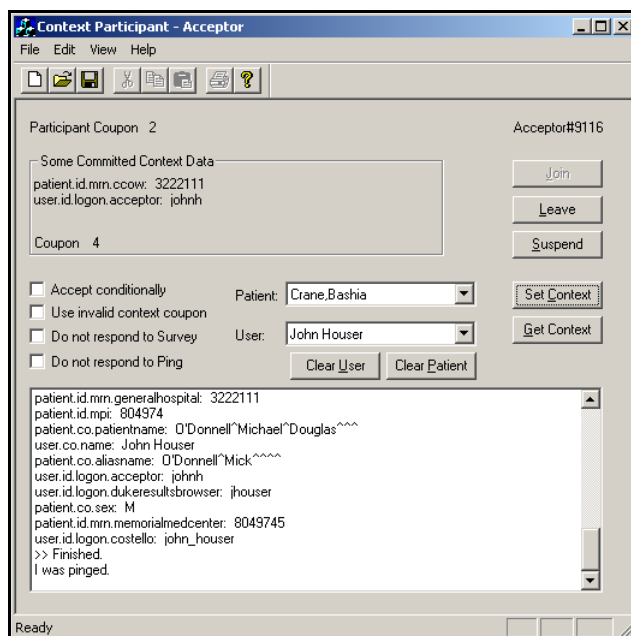 Context Participant - Acceptor
File Edit View Help
Participant Coupon 2
Acceptor#9116
Some Committed Context Data
patient.id.mrn.ccow: 3222111
user.id.logon.acceptor: johnh
Coupon 4
Join
Leave
Suspend
Accept conditionally
Use invalid context coupon
Do not respond to Survey
Do not respond to Ping
Patient: Crane,Bashia
User: John Houser
Set Context
Get Context
Clear User
Clear Patient
patient.id.mrn.generalhospital: 3222111
patient.id.mpi: 804974
patient.co.patientname: O'Donnell^Michael^Douglas^^^
user.co.name: John Houser
patient.co.aliasname: O'Donnell^Mick^^^^
user.id.logon.acceptor: johnh
user.id.logon.dukeresultsbrowser: jhouser
patient.co.sex: M
patient.id.mrn.memorialmedcenter: 8049745
user.id.logon.costello: john_houser
>> Finished.
I was pinged.
Ready